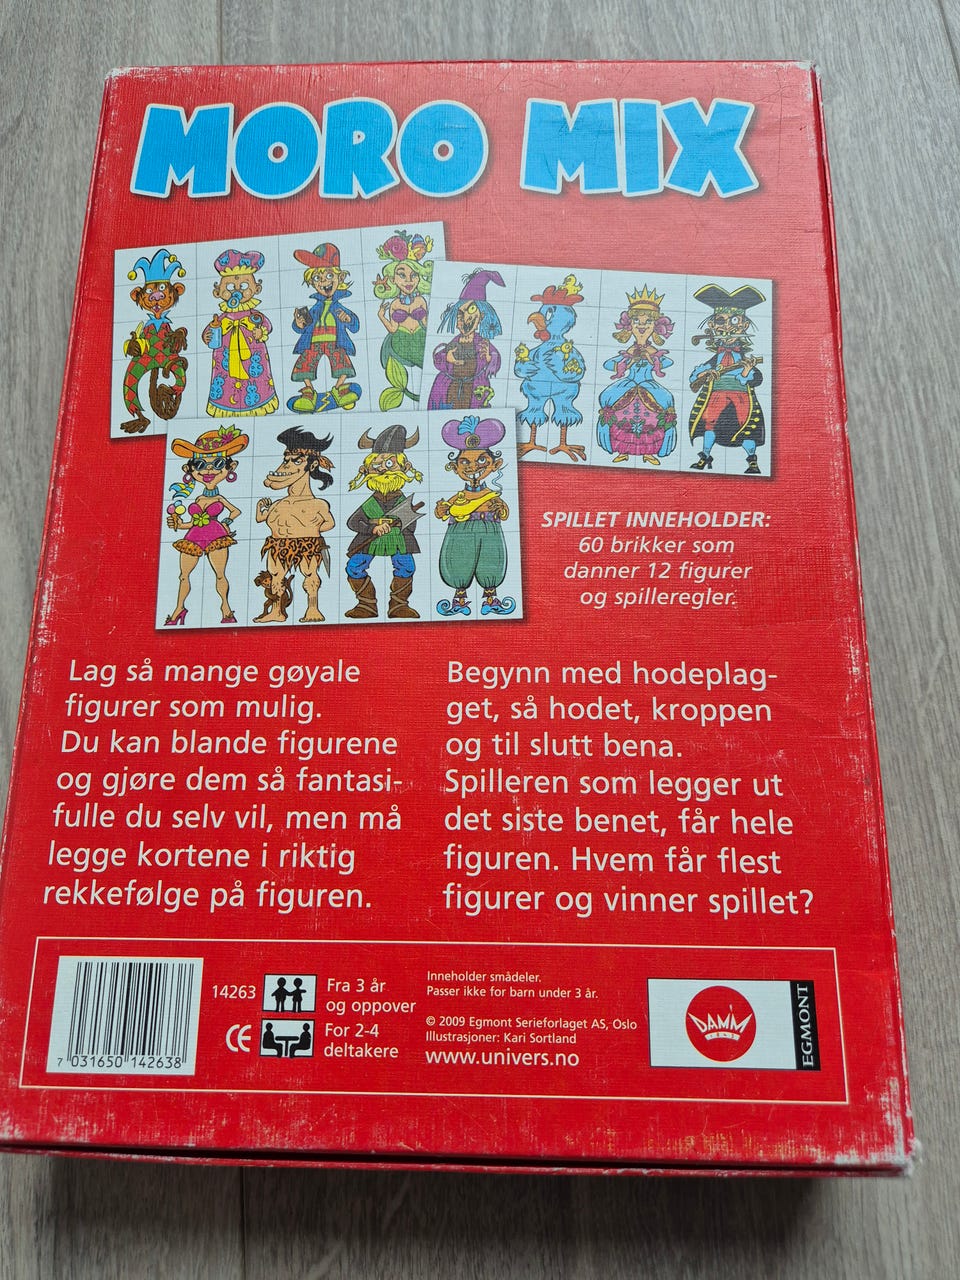 MORO MIX
SPILLET INNEHOLDER:
60 brikker som
danner 12 figurer
og spilleregler.
Lag så mange gøyale
figurer som mulig.
Du kan blande figurene
og gjøre dem så fantasi-
fulle du selv vil, men må
legge kortene i riktig
rekkefølge på figuren.
Begynn med hodeplag-
get, så hodet, kroppen
og til slutt bena.
Spilleren som legger ut
det siste benet, får hele
figuren. Hvem får flest
figurer og vinner spillet?
7 031650 142638
14263
CE
Fra 3 år
og oppover
For 2-4
deltakere
Inneholder smådeler.
Passer ikke for barn under 3 år.
© 2009 Egmont Serieforlaget AS, Oslo
Illustrasjoner: Kari Sortland
www.univers.no
DAMM
1843
EGMONT